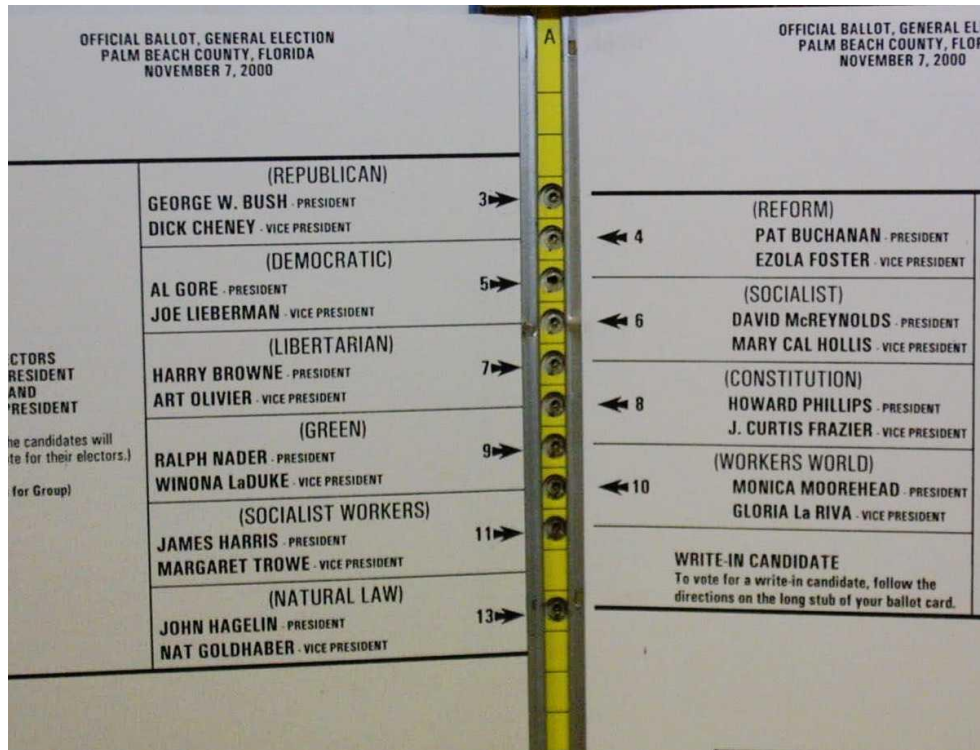 OFFICIAL BALLOT, GENERAL ELECTION
PALM BEACH COUNTY, FLORIDA
NOVEMBER 7, 2000
(REPUBLICAN)
GEORGE W. BUSH - PRESIDENT
DICK CHENEY - VICE PRESIDENT
3
(DEMOCRATIC)
AL GORE - PRESIDENT
JOE LIEBERMAN - VICE PRESIDENT
5
(LIBERTARIAN)
HARRY BROWNE - PRESIDENT
ART OLIVIER - VICE PRESIDENT
7
(GREEN)
RALPH NADER - PRESIDENT
WINONA LaDUKE - VICE PRESIDENT
9
(SOCIALIST WORKERS)
JAMES HARRIS - PRESIDENT
MARGARET TROWE - VICE PRESIDENT
11
(NATURAL LAW)
JOHN HAGELIN - PRESIDENT
NAT GOLDHABER - VICE PRESIDENT
13
CTORS
RESIDENT
AND
PRESIDENT
he candidates will
te for their electors.)
for Group)
A
OFFICIAL BALLOT, GENERAL EL
PALM BEACH COUNTY, FLO
NOVEMBER 7, 2000
(REFORM)
4
PAT BUCHANAN - PRESIDENT
EZOLA FOSTER - VICE PRESIDENT
(SOCIALIST)
6
DAVID McREYNOLDS - PRESIDENT
MARY CAL HOLLIS - VICE PRESIDENT
(CONSTITUTION)
8
HOWARD PHILLIPS - PRESIDENT
J. CURTIS FRAZIER - VICE PRESIDENT
(WORKERS WORLD)
10
MONICA MOOREHEAD - PRESIDENT
GLORIA La RIVA - VICE PRESIDENT
WRITE-IN CANDIDATE
To vote for a write-in candidate, follow the
directions on the long stub of your ballot card.